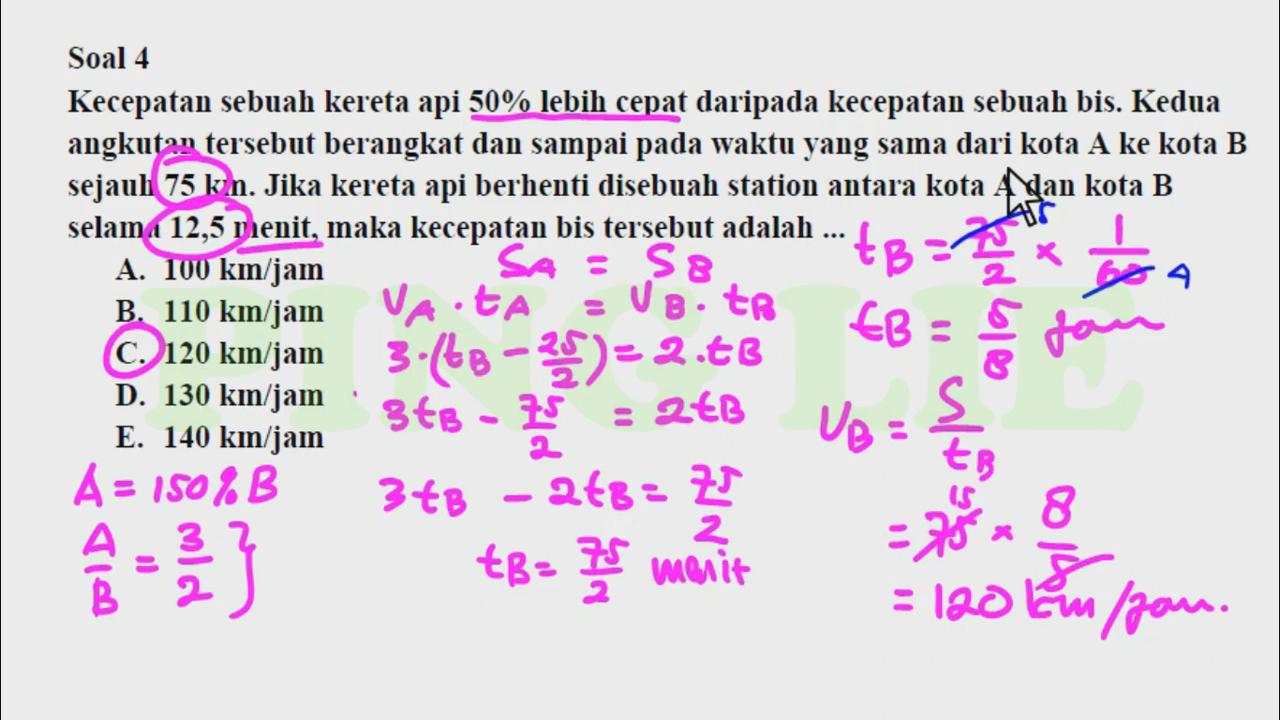 Soal 4
Kecepatan sebuah kereta api 50% lebih cepat daripada kecepatan sebuah bis. Kedua
angkutan tersebut berangkat dan sampai pada waktu yang sama dari kota A ke kota B
sejauh 75 km. Jika kereta api berhenti disebuah station antara kota A dan kota B
selama 12,5 menit, maka kecepatan bis tersebut adalah ...
A. 100 km/jam
B. 110 km/jam
C. 120 km/jam
D. 130 km/jam
E. 140 km/jam
PING LIE
A = 150% B
A/B = 3/2 }
SA = SB
VA . tA = VB . tB
3 . (tB - 25/2) = 2 . tB
3tB - 75/2 = 2tB
3tB - 2tB = 75/2
tB = 75/2 menit
tB = 75/2 × 1/60
5
4
tB = 5/8 jam
VB = S/tB
15
= 75 × 8/5
= 120 km/jam.